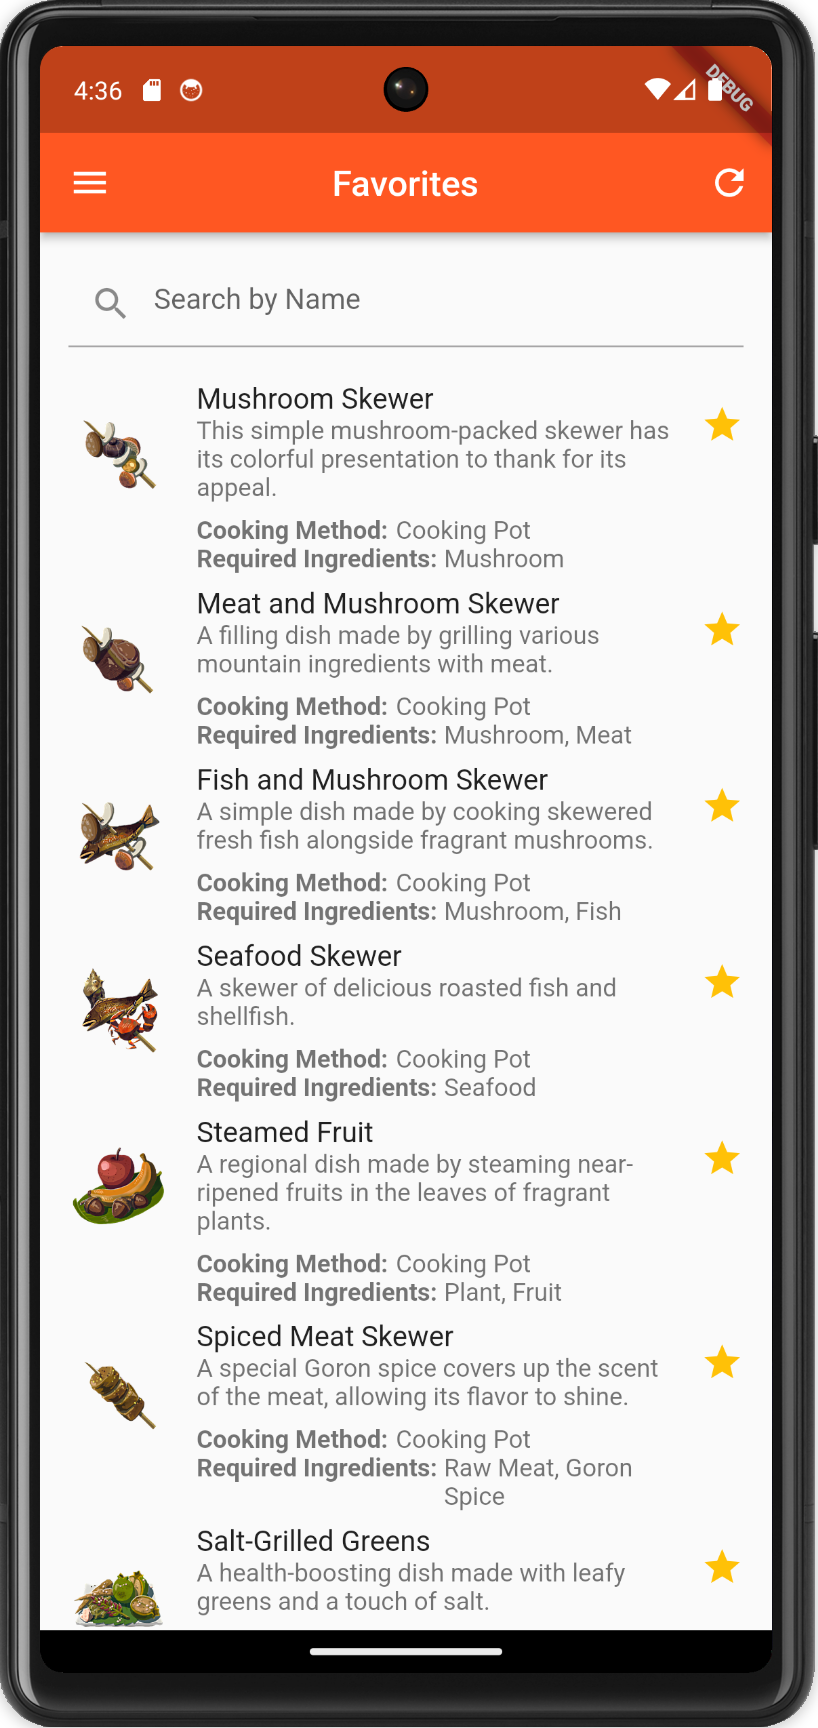 4:36
DEBUG
Favorites
Search by Name
Mushroom Skewer
This simple mushroom-packed skewer has
its colorful presentation to thank for its
appeal.
Cooking Method: Cooking Pot
Required Ingredients: Mushroom
Meat and Mushroom Skewer
A filling dish made by grilling various
mountain ingredients with meat.
Cooking Method: Cooking Pot
Required Ingredients: Mushroom, Meat
Fish and Mushroom Skewer
A simple dish made by cooking skewered
fresh fish alongside fragrant mushrooms.
Cooking Method: Cooking Pot
Required Ingredients: Mushroom, Fish
Seafood Skewer
A skewer of delicious roasted fish and
shellfish.
Cooking Method: Cooking Pot
Required Ingredients: Seafood
Steamed Fruit
A regional dish made by steaming near-
ripened fruits in the leaves of fragrant
plants.
Cooking Method: Cooking Pot
Required Ingredients: Plant, Fruit
Spiced Meat Skewer
A special Goron spice covers up the scent
of the meat, allowing its flavor to shine.
Cooking Method: Cooking Pot
Required Ingredients: Raw Meat, Goron
Spice
Salt-Grilled Greens
A health-boosting dish made with leafy
greens and a touch of salt.